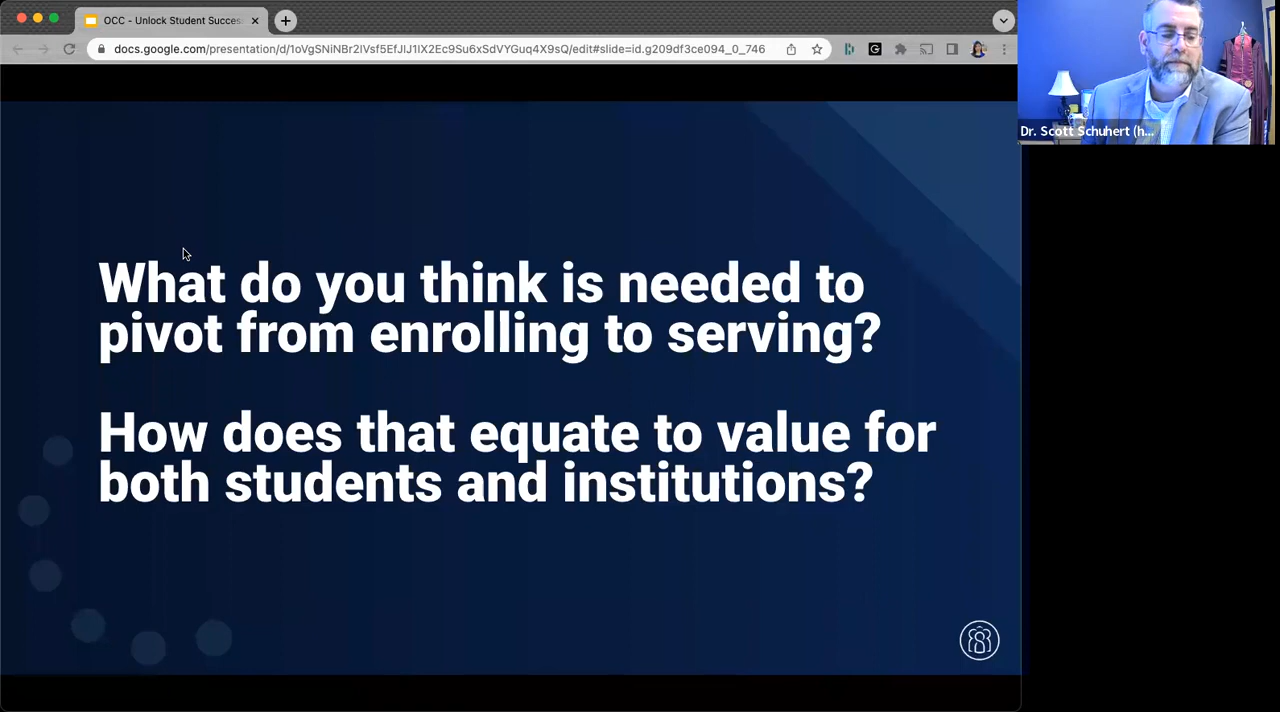 OCC - Unlock Student Succes
docs.google.com/presentation/d/1oVgSNiNBr2lVsf5EfJlJ1lX2Ec9Su6xSdVYGuq4X9sQ/edit#slide=id.g209df3ce094_0_746
Dr. Scott Schuhert (h...
What do you think is needed to
pivot from enrolling to serving?
How does that equate to value for
both students and institutions?